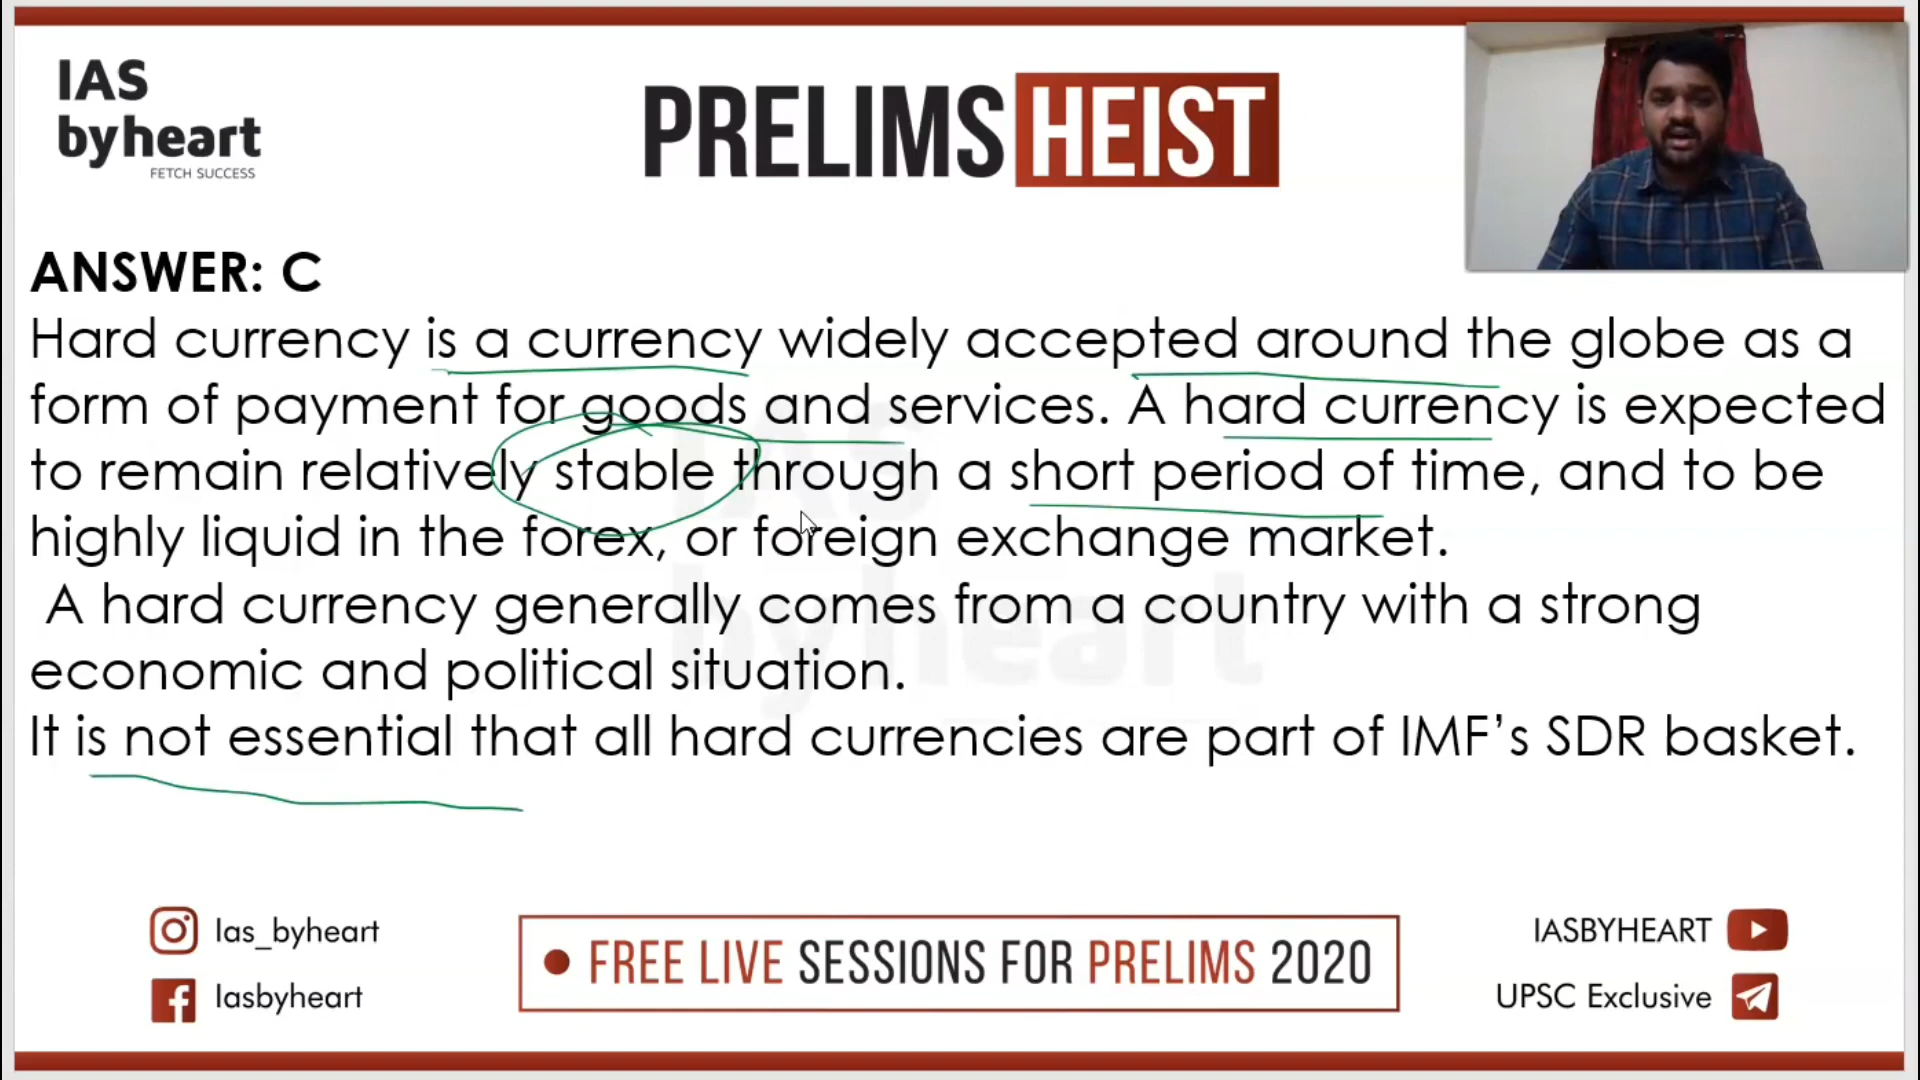 IAS
byheart
FETCH SUCCESS
PRELIMS HEIST
ANSWER: C
Hard currency is a currency widely accepted around the globe as a
form of payment for goods and services. A hard currency is expected
to remain relatively stable through a short period of time, and to be
highly liquid in the forex, or foreign exchange market.
A hard currency generally comes from a country with a strong
economic and political situation.
It is not essential that all hard currencies are part of IMF’s SDR basket.
IAS
byheart
Ias_byheart
Iasbyheart
FREE LIVE SESSIONS FOR PRELIMS 2020
IASBYHEART
UPSC Exclusive